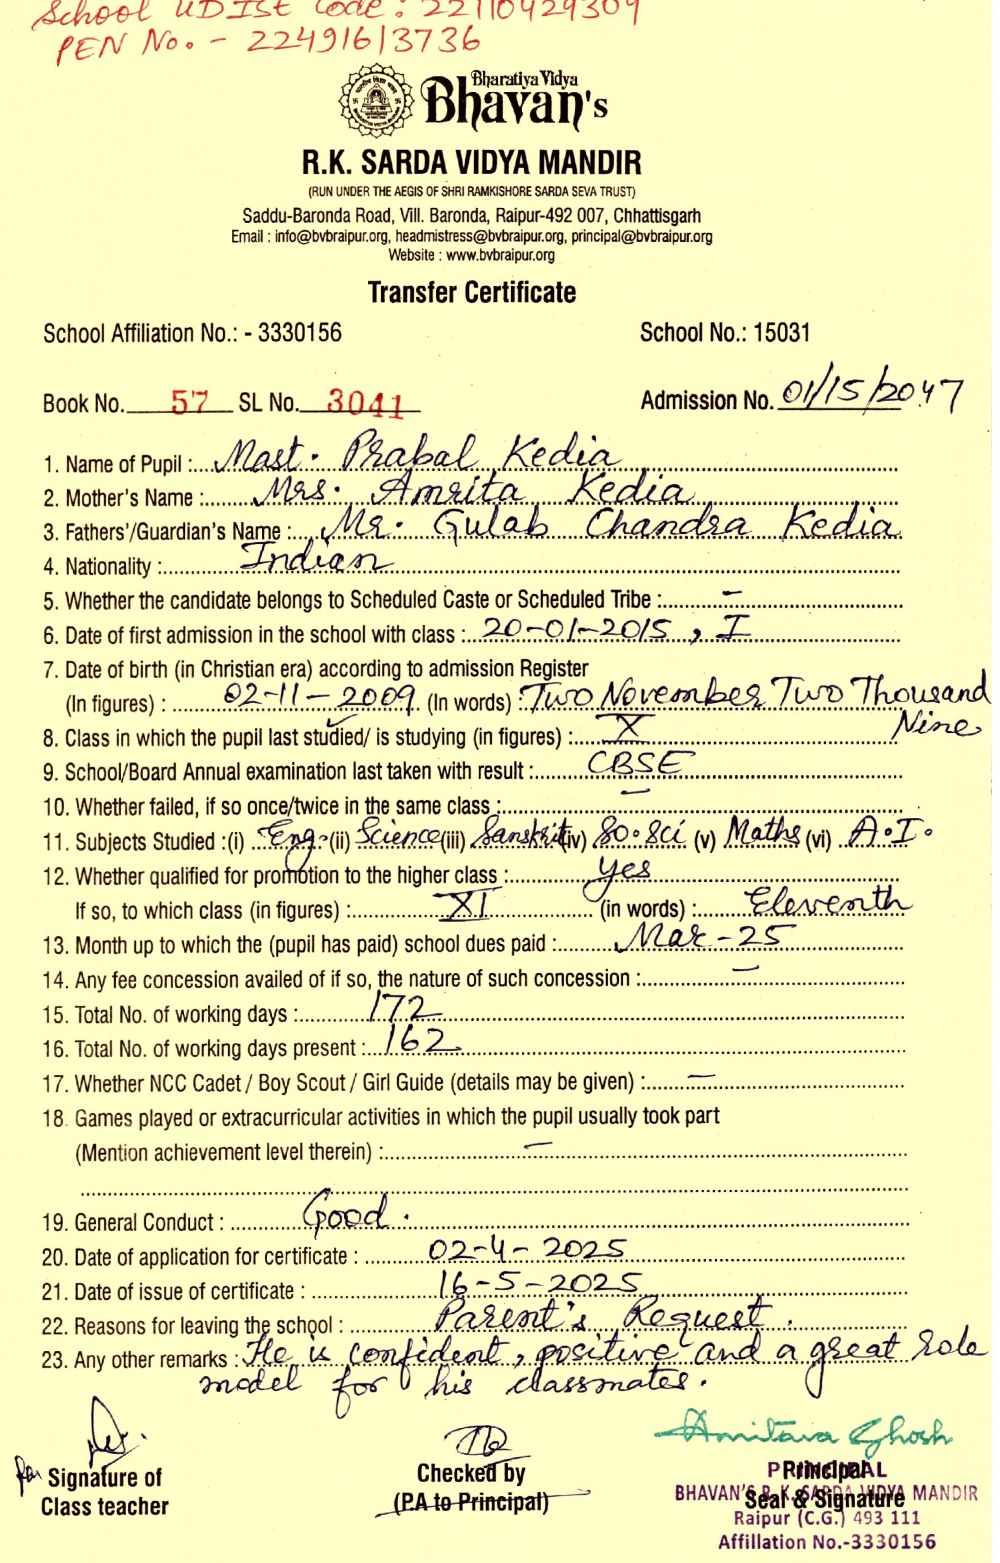 School UDISE Code : 22110429309
PEN No. - 22491613736
Bharatiya Vidya
Bhavan's
R.K. SARDA VIDYA MANDIR
(RUN UNDER THE AEGIS OF SHRI RAMKISHORE SARDA SEVA TRUST)
Saddu-Baronda Road, Vill. Baronda, Raipur-492 007, Chhattisgarh
Email : info@bvbraipur.org, headmistress@bvbraipur.org, principal@bvbraipur.org
Website : www.bvbraipur.org
Transfer Certificate
School Affiliation No.: - 3330156 School No.: 15031
Book No. 57 SL No. 3041 Admission No. 01/15/2047
1. Name of Pupil : Mast. Prabal Kedia
2. Mother's Name : Mrs. Amrita Kedia
3. Fathers'/Guardian's Name : Mr. Gulab Chandra Kedia
4. Nationality : Indian
5. Whether the candidate belongs to Scheduled Caste or Scheduled Tribe : -
6. Date of first admission in the school with class : 20-01-2015, I
7. Date of birth (in Christian era) according to admission Register
(In figures) : 02-11-2009 (In words) : Two November Two Thousand
Nine
8. Class in which the pupil last studied/ is studying (in figures) : X
9. School/Board Annual examination last taken with result : CBSE
10. Whether failed, if so once/twice in the same class : -
11. Subjects Studied :(i) Eng. (ii) Science (iii) Sanskrit (iv) So.Sci (v) Maths (vi) A.I.
12. Whether qualified for promotion to the higher class : Yes
If so, to which class (in figures) : XI (in words) : Eleventh
13. Month up to which the (pupil has paid) school dues paid : Mar-25
14. Any fee concession availed of if so, the nature of such concession : -
15. Total No. of working days : 172
16. Total No. of working days present : 162
17. Whether NCC Cadet / Boy Scout / Girl Guide (details may be given) : -
18. Games played or extracurricular activities in which the pupil usually took part
(Mention achievement level therein) : -
19. General Conduct : Good.
20. Date of application for certificate : 02-4-2025
21. Date of issue of certificate : 16-5-2025
22. Reasons for leaving the school : Parent's Request.
23. Any other remarks : He is confident, positive and a great role
model for his classmates.
Amitava Ghosh
for Signature of
Class teacher
Checked by
(P.A to Principal)
Principal
Seal & Signature
PRINCIPAL
BHAVAN'S R.K. SARDA VIDYA MANDIR
Raipur (C.G.) 493 111
Affillation No.-3330156